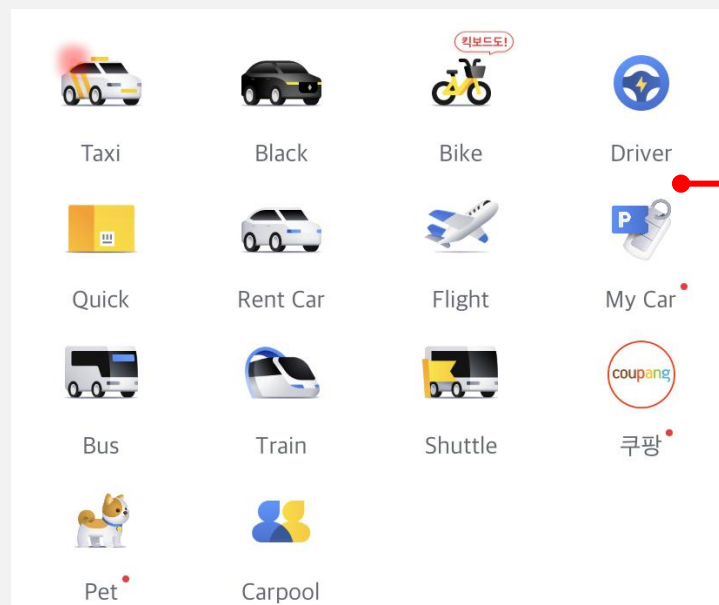 킥보드도!
Taxi
Black
Bike
Driver
P
Quick
Rent Car
Flight
My Car
coupang
Bus
Train
Shuttle
쿠팡
Pet
Carpool